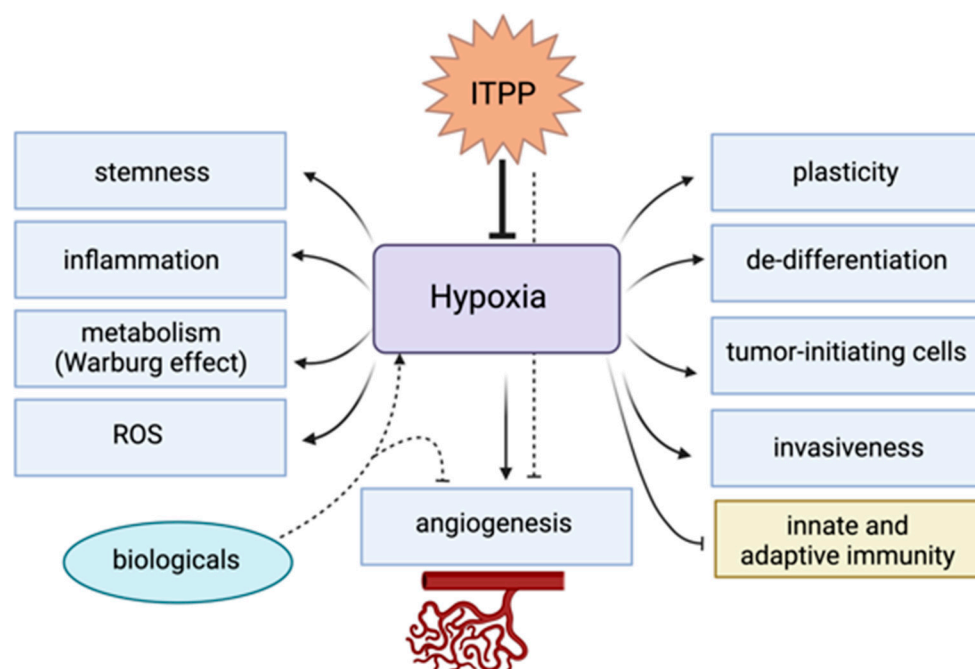 ITPP
stemness
inflammation
metabolism
(Warburg effect)
ROS
biologicals
Hypoxia
angiogenesis
plasticity
de-differentiation
tumor-initiating cells
invasiveness
innate and
adaptive immunity